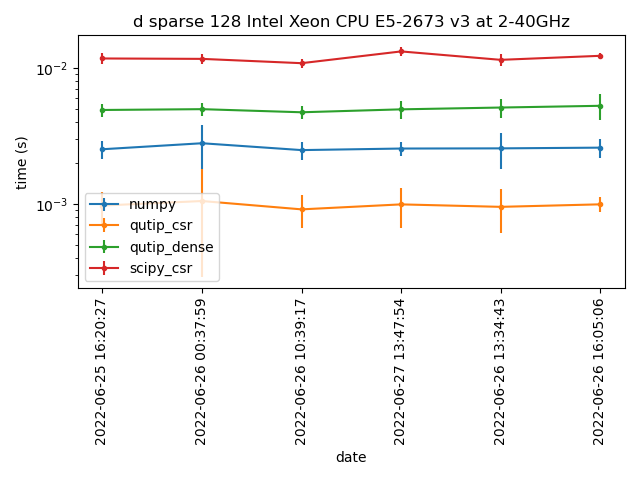 d sparse 128 Intel Xeon CPU E5-2673 v3 at 2-40GHz
time (s)
10⁻²
10⁻³
numpy
qutip_csr
qutip_dense
scipy_csr
2022-06-25 16:20:27
2022-06-26 00:37:59
2022-06-26 10:39:17
2022-06-27 13:47:54
2022-06-26 13:34:43
2022-06-26 16:05:06
date